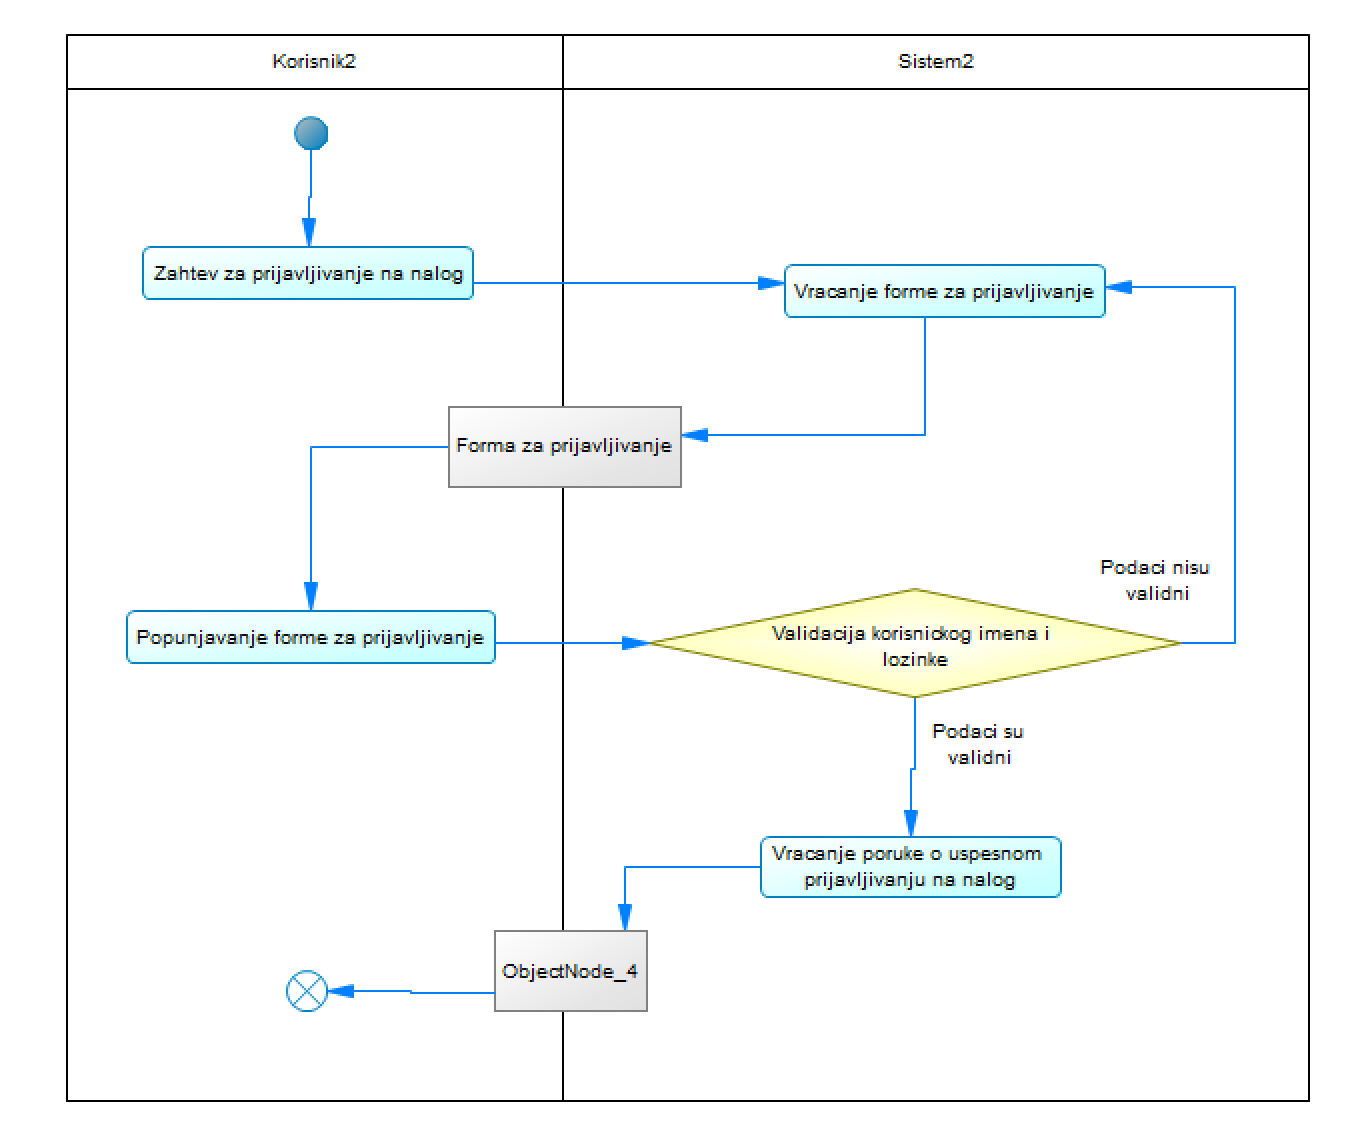 Korisnik2
Sistem2
Zahtev za prijavljivanje na nalog
Vracanje forme za prijavljivanje
Forma za prijavljivanje
Podaci nisu
validni
Popunjavanje forme za prijavljivanje
Validacija korisnickog imena i
lozinke
Podaci su
validni
Vracanje poruke o uspesnom
prijavljivanju na nalog
ObjectNode_4